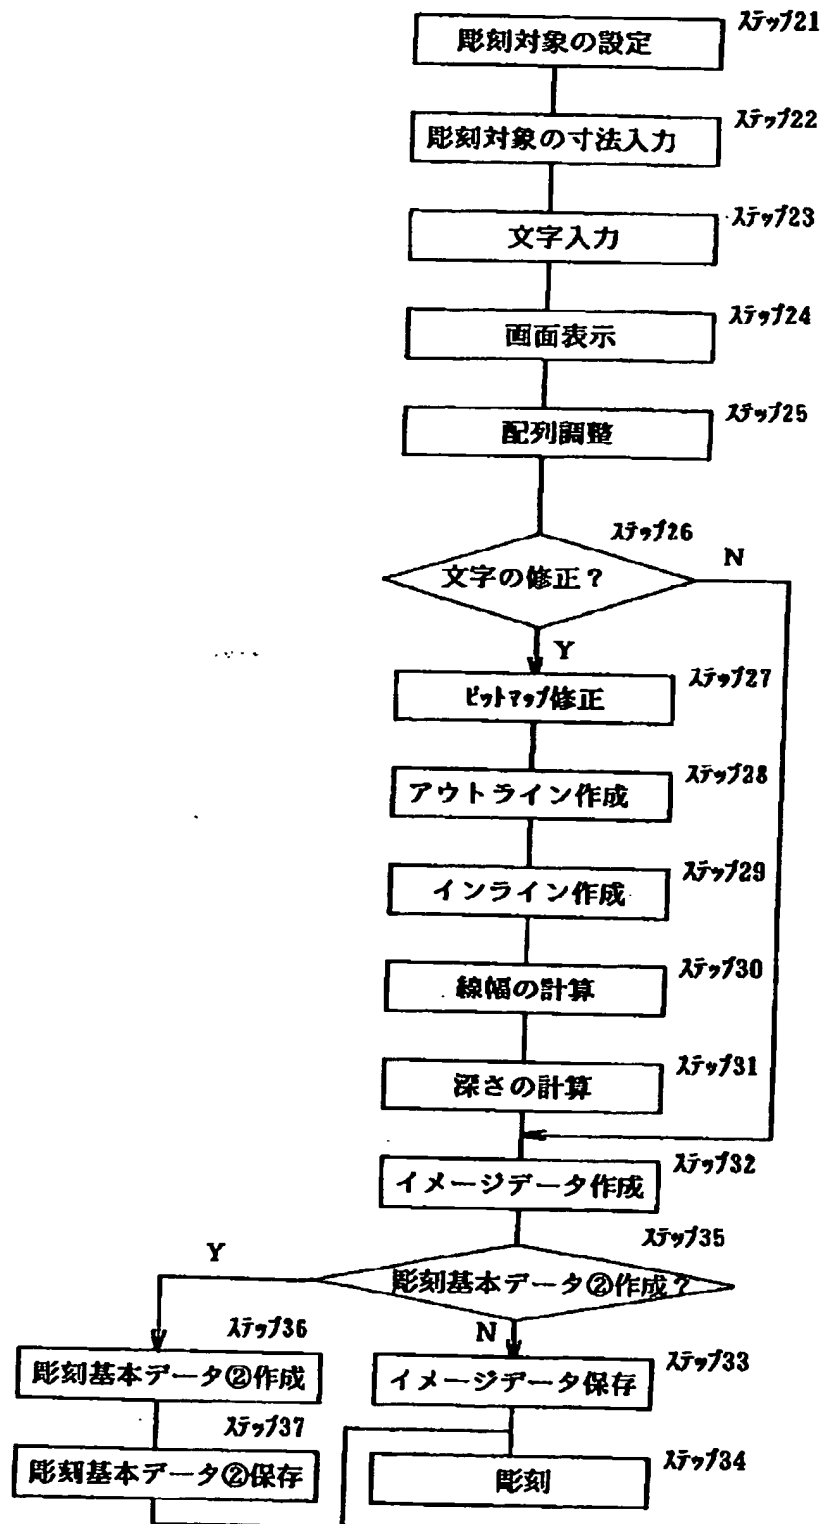 ステップ21
彫刻対象の設定
ステップ22
彫刻対象の寸法入力
ステップ23
文字入力
ステップ24
画面表示
ステップ25
配列調整
ステップ26
文字の修正?
N
Y
ステップ27
ビットマップ修正
ステップ28
アウトライン作成
ステップ29
インライン作成
ステップ30
線幅の計算
ステップ31
深さの計算
ステップ32
イメージデータ作成
ステップ35
彫刻基本データ②作成?
Y
N
ステップ36
彫刻基本データ②作成
ステップ33
イメージデータ保存
ステップ37
彫刻基本データ②保存
ステップ34
彫刻